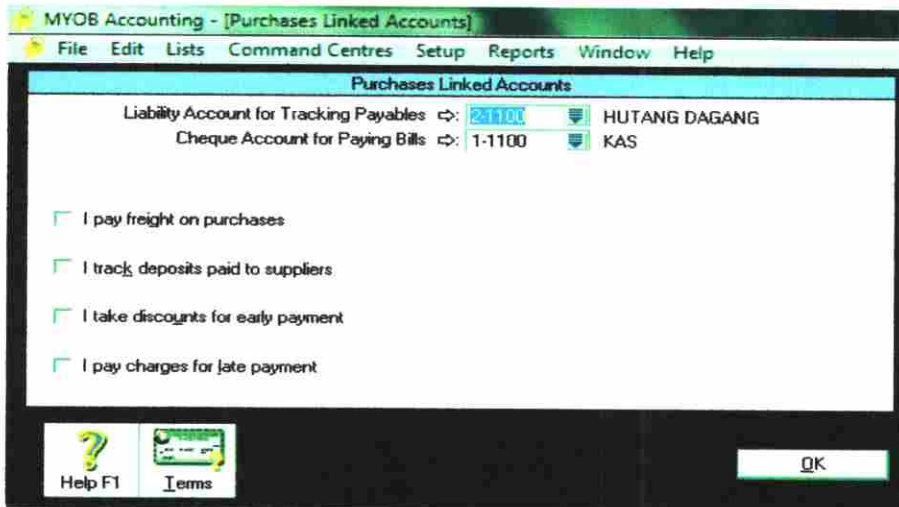 MYOB Accounting - [Purchases Linked Accounts]
File Edit Lists Command Centres Setup Reports Window Help
Purchases Linked Accounts
Liability Account for Tracking Payables ⇨: 2-1100 HUTANG DAGANG
Cheque Account for Paying Bills ⇨: 1-1100 KAS
I pay freight on purchases
I track deposits paid to suppliers
I take discounts for early payment
I pay charges for late payment
Help F1 Terms OK